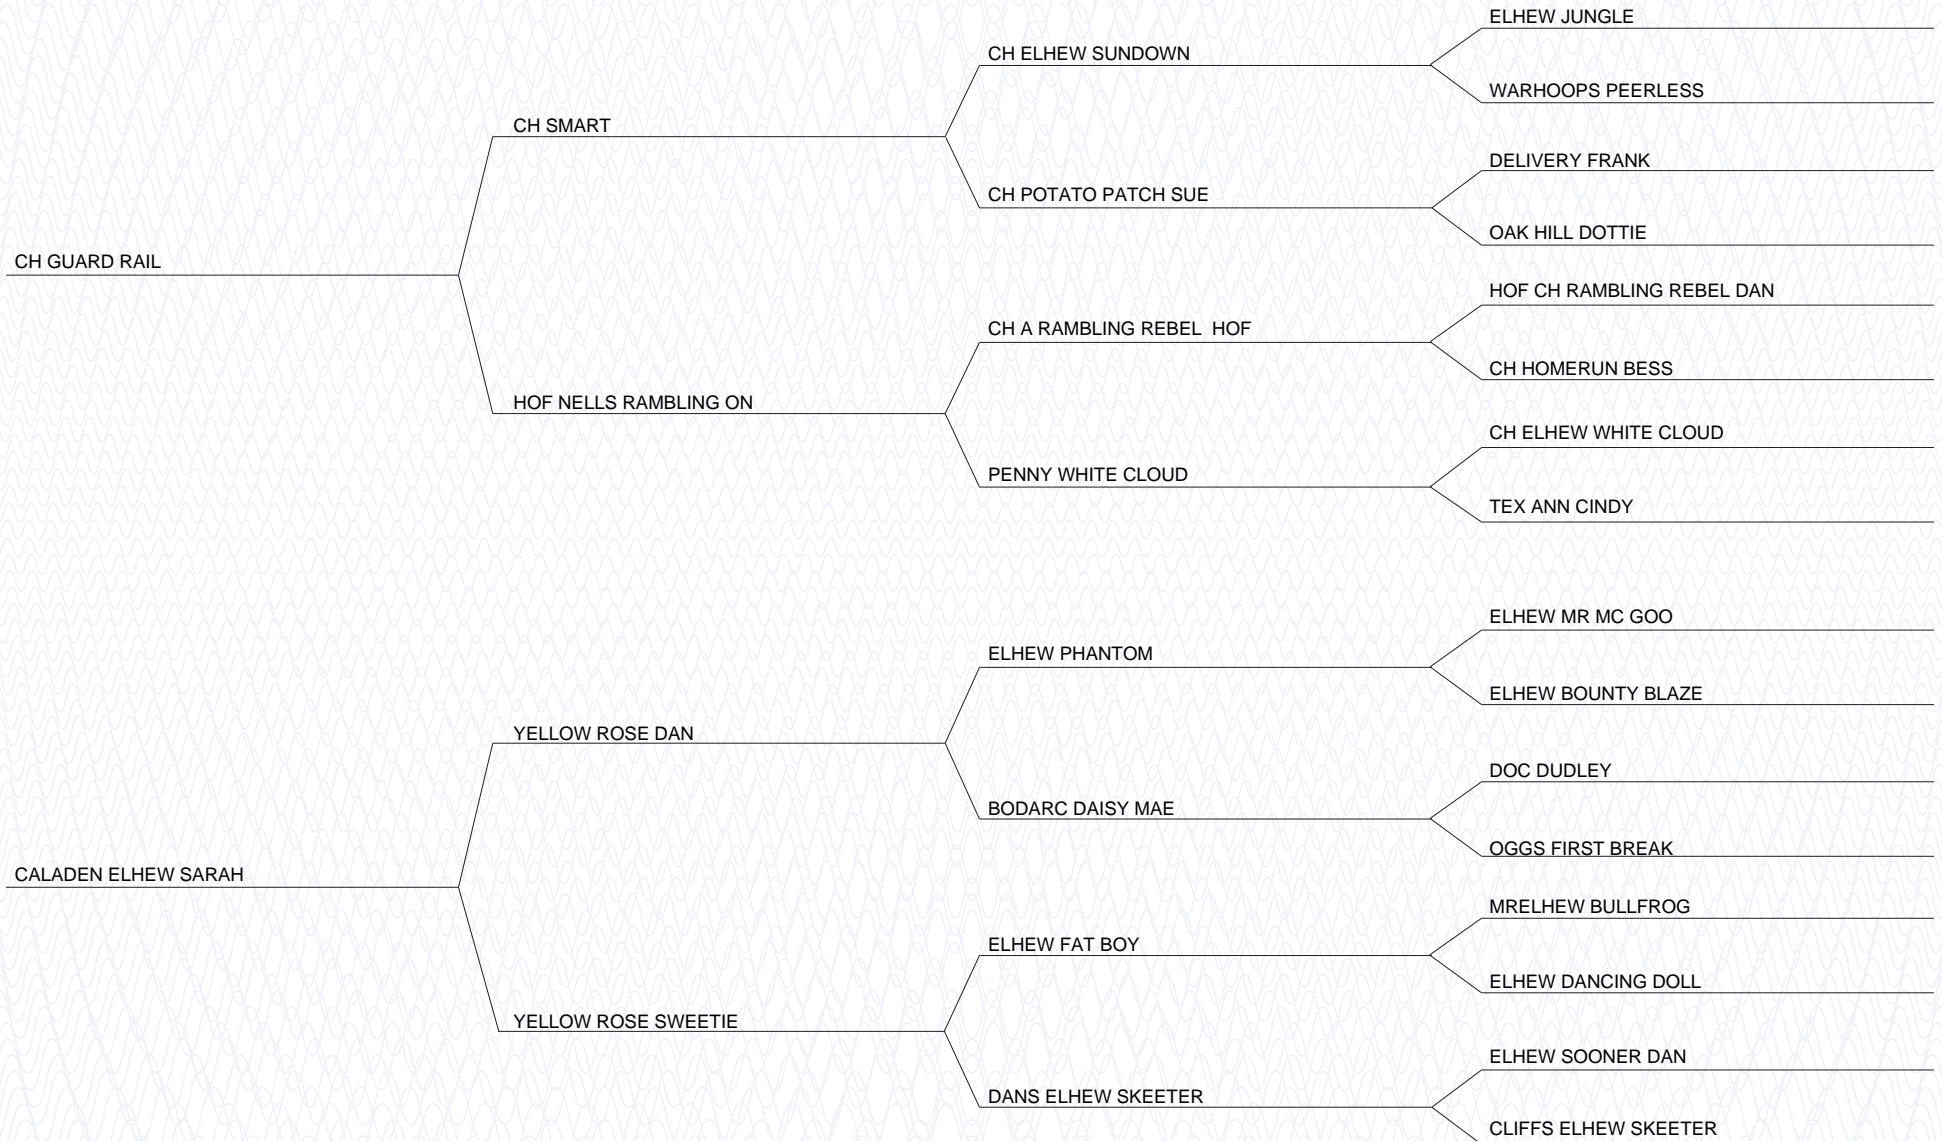 ELHEW JUNGLE
CH ELHEW SUNDOWN
WARHOOPS PEERLESS
CH SMART
DELIVERY FRANK
CH POTATO PATCH SUE
OAK HILL DOTTIE
CH GUARD RAIL
HOF CH RAMBLING REBEL DAN
CH A RAMBLING REBEL  HOF
CH HOMERUN BESS
HOF NELLS RAMBLING ON
CH ELHEW WHITE CLOUD
PENNY WHITE CLOUD
TEX ANN CINDY
ELHEW MR MC GOO
ELHEW PHANTOM
ELHEW BOUNTY BLAZE
YELLOW ROSE DAN
DOC DUDLEY
BODARC DAISY MAE
OGGS FIRST BREAK
CALADEN ELHEW SARAH
MRELHEW BULLFROG
ELHEW FAT BOY
ELHEW DANCING DOLL
YELLOW ROSE SWEETIE
ELHEW SOONER DAN
DANS ELHEW SKEETER
CLIFFS ELHEW SKEETER